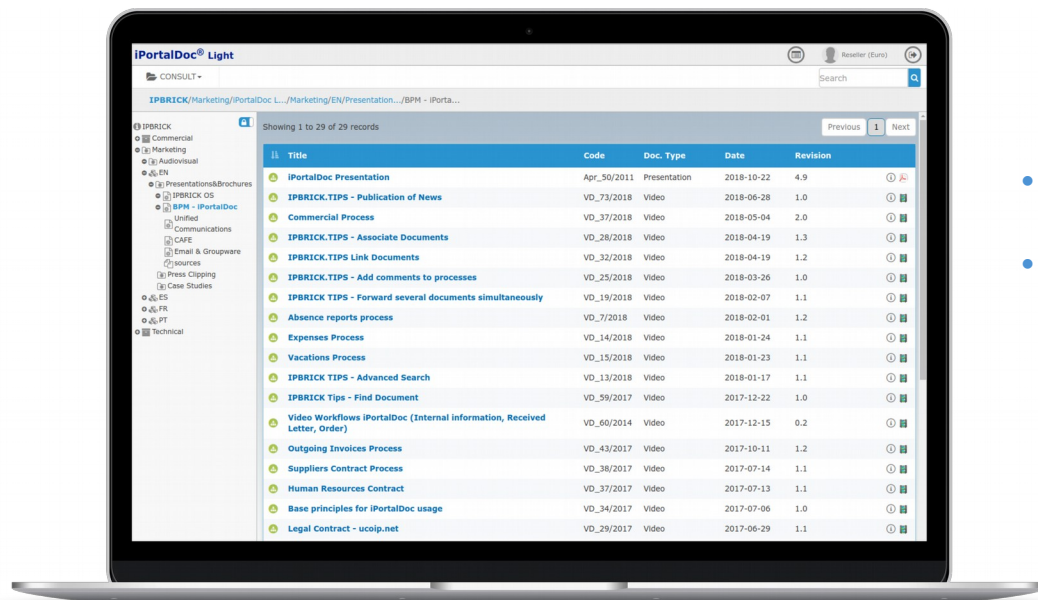 iPortalDoc® Light
Reseller (Euro)
CONSULT
Search
IPBRICK/Marketing/iPortalDoc L.../Marketing/EN/Presentation.../BPM - iPorta...
IPBRICK
Commercial
Marketing
Audiovisual
EN
Presentations&Brochures
IPBRICK OS
BPM - iPortalDoc
Unified
Communications
CAFE
Email & Groupware
sources
Press Clipping
Case Studies
ES
FR
PT
Technical
Showing 1 to 29 of 29 records
Previous 1 Next
Title Code Doc. Type Date Revision
iPortalDoc Presentation Apr_50/2011 Presentation 2018-10-22 4.9
IPBRICK.TIPS - Publication of News VD_73/2018 Video 2018-06-28 1.0
Commercial Process VD_37/2018 Video 2018-05-04 2.0
IPBRICK.TIPS - Associate Documents VD_28/2018 Video 2018-04-19 1.3
IPBRICK.TIPS Link Documents VD_32/2018 Video 2018-04-19 1.2
IPBRICK.TIPS - Add comments to processes VD_25/2018 Video 2018-03-26 1.0
IPBRICK TIPS - Forward several documents simultaneously VD_19/2018 Video 2018-02-07 1.1
Absence reports process VD_7/2018 Video 2018-02-01 1.2
Expenses Process VD_14/2018 Video 2018-01-24 1.1
Vacations Process VD_15/2018 Video 2018-01-23 1.1
IPBRICK TIPS - Advanced Search VD_13/2018 Video 2018-01-17 1.1
IPBRICK Tips - Find Document VD_59/2017 Video 2017-12-22 1.0
Video Workflows iPortalDoc (Internal information, Received
Letter, Order) VD_60/2014 Video 2017-12-15 0.2
Outgoing Invoices Process VD_43/2017 Video 2017-10-11 1.2
Suppliers Contract Process VD_38/2017 Video 2017-07-14 1.1
Human Resources Contract VD_37/2017 Video 2017-07-13 1.1
Base principles for iPortalDoc usage VD_34/2017 Video 2017-07-06 1.0
Legal Contract - ucoip.net VD_29/2017 Video 2017-06-29 1.1